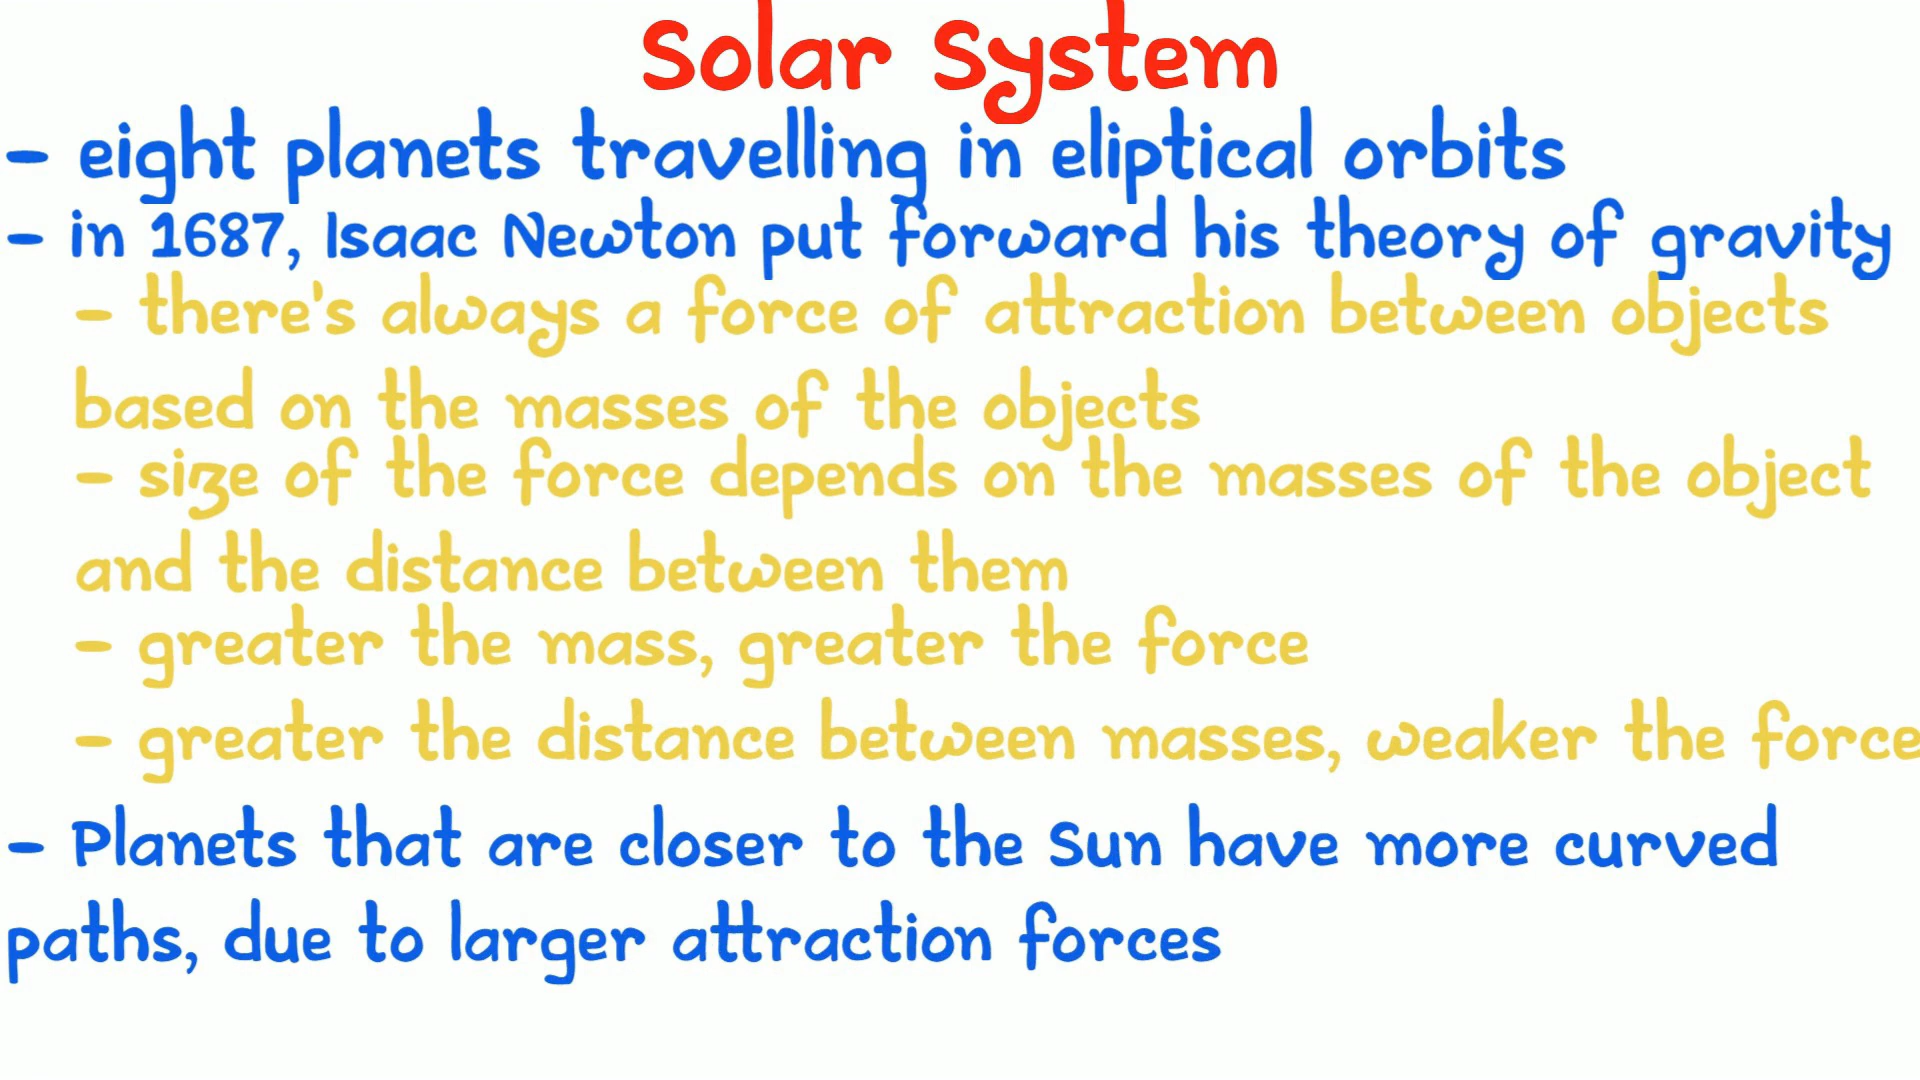 Solar System
- eight planets travelling in eliptical orbits
- in 1687, Isaac Newton put forward his theory of gravity
- there's always a force of attraction between objects
based on the masses of the objects
- size of the force depends on the masses of the object
and the distance between them
- greater the mass, greater the force
- greater the distance between masses, weaker the force
- Planets that are closer to the Sun have more curved
paths, due to larger attraction forces